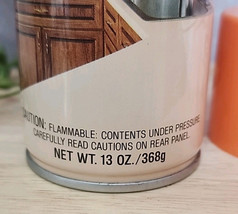 CAUTION: FLAMMABLE: CONTENTS UNDER PRESSURE.
CAREFULLY READ CAUTIONS ON REAR PANEL.
NET WT. 13 OZ./368g